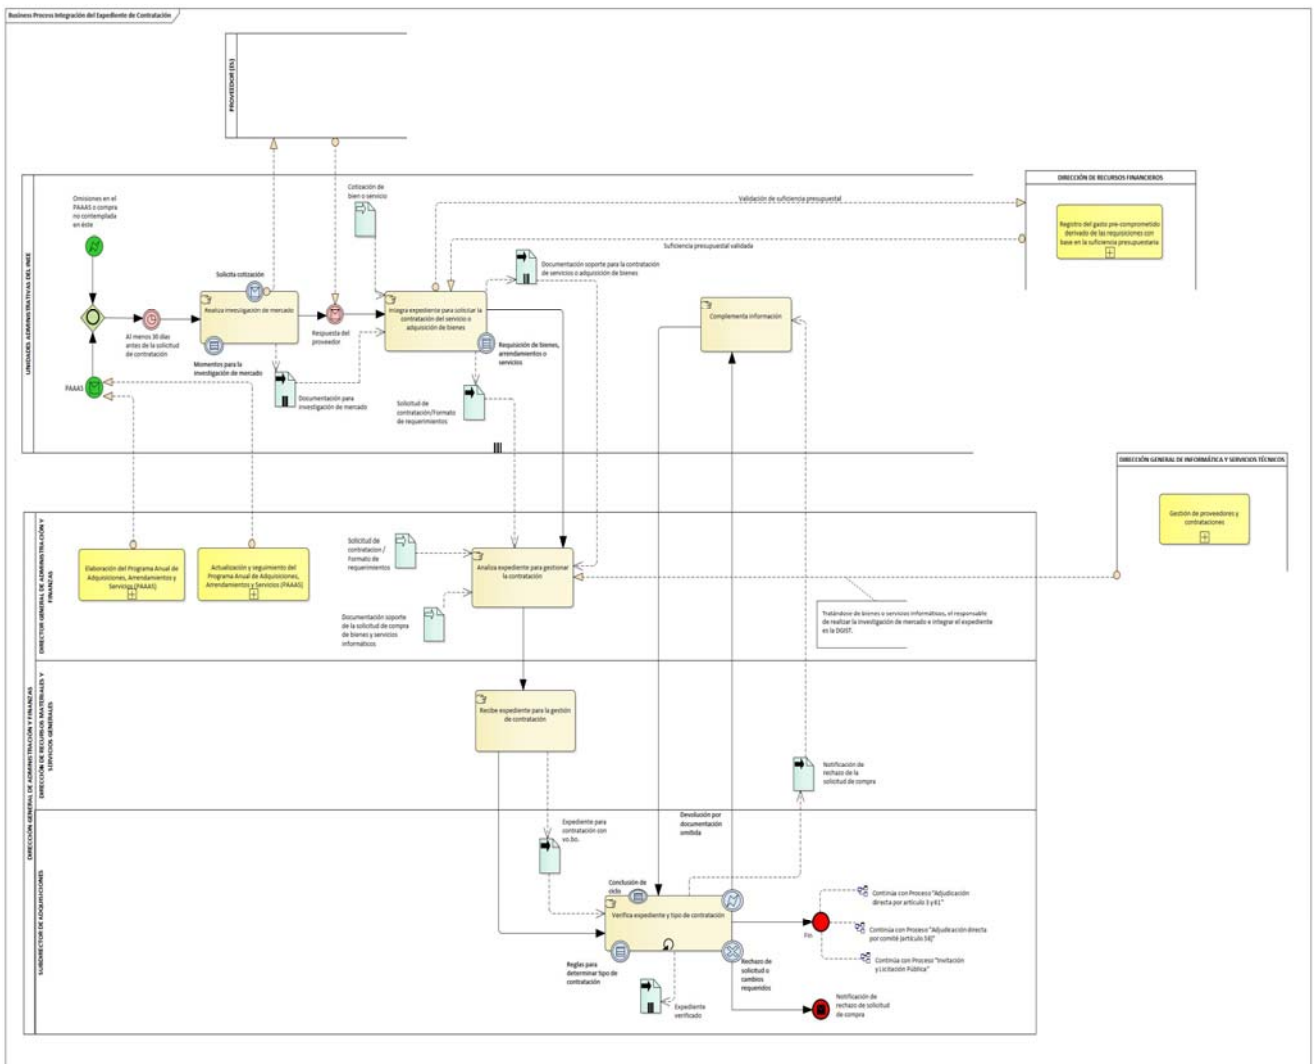 Business Process Integración del Expediente de Contratación
PROVEEDOR (ES)
UNIDADES ADMINISTRATIVAS DEL INEE
Omisiones en el
PAAAS o compra
no contemplada
en éste
PAAAS
Al menos 30 días
antes de la solicitud
de contratación
Solicita cotización
Realiza investigación de mercado
Momentos para la
investigación de mercado
Documentación para
investigación de mercado
Respuesta del
proveedor
Cotización de
bien o servicio
Integra expediente para solicitar la
contratación del servicio o
adquisición de bienes
Requisición de bienes,
arrendamientos o
servicios
Solicitud de
contratación/Formato
de requerimientos
Documentación soporte para la contratación
de servicios o adquisición de bienes
Validación de suficiencia presupuestal
Suficiencia presupuestal validada
Complementa información
DIRECCIÓN DE RECURSOS FINANCIEROS
Registro del gasto pre-comprometido
derivado de las requisiciones con
base en la suficiencia presupuestaria
DIRECCIÓN GENERAL DE INFORMÁTICA Y SERVICIOS TÉCNICOS
Gestión de proveedores y
contrataciones
DIRECCIÓN GENERAL DE ADMINISTRACIÓN Y FINANZAS
DIRECTOR GENERAL DE ADMINISTRACIÓN Y
FINANZAS
Elaboración del Programa Anual de
Adquisiciones, Arrendamientos y
Servicios (PAAAS)
Actualización y seguimiento del
Programa Anual de Adquisiciones,
Arrendamientos y Servicios (PAAAS)
Solicitud de
contratacion /
Formato de
requerimientos
Documentación soporte
de la solicitud de compra
de bienes y servicios
informáticos
Analiza expediente para gestionar
la contratación
Tratándose de bienes o servicios informáticos, el responsable
de realizar la investigación de mercado e integrar el expediente
es la DGIST.
DIRECCIÓN DE RECURSOS MATERIALES Y
SERVICIOS GENERALES
Recibe expediente para la gestión
de contratación
Notificación de
rechazo de la
solicitud de compra
SUBDIRECTOR DE ADQUISICIONES
Expediente para
contratación con
vo.bo.
Devolución por
documentación
omitida
Conclusión de
ciclo
Verifica expediente y tipo de contratación
Reglas para
determinar tipo de
contratación
Expediente
verificado
Rechazo de
solicitud o
cambios
requeridos
Fin
Continúa con Proceso "Adjudicación
directa por artículo 3 y 61"
Continúa con Proceso "Adjudicación directa
por comité (artículo 58)"
Continúa con Proceso "Invitación
y Licitación Pública"
Notificación de
rechazo de solicitud
de compra